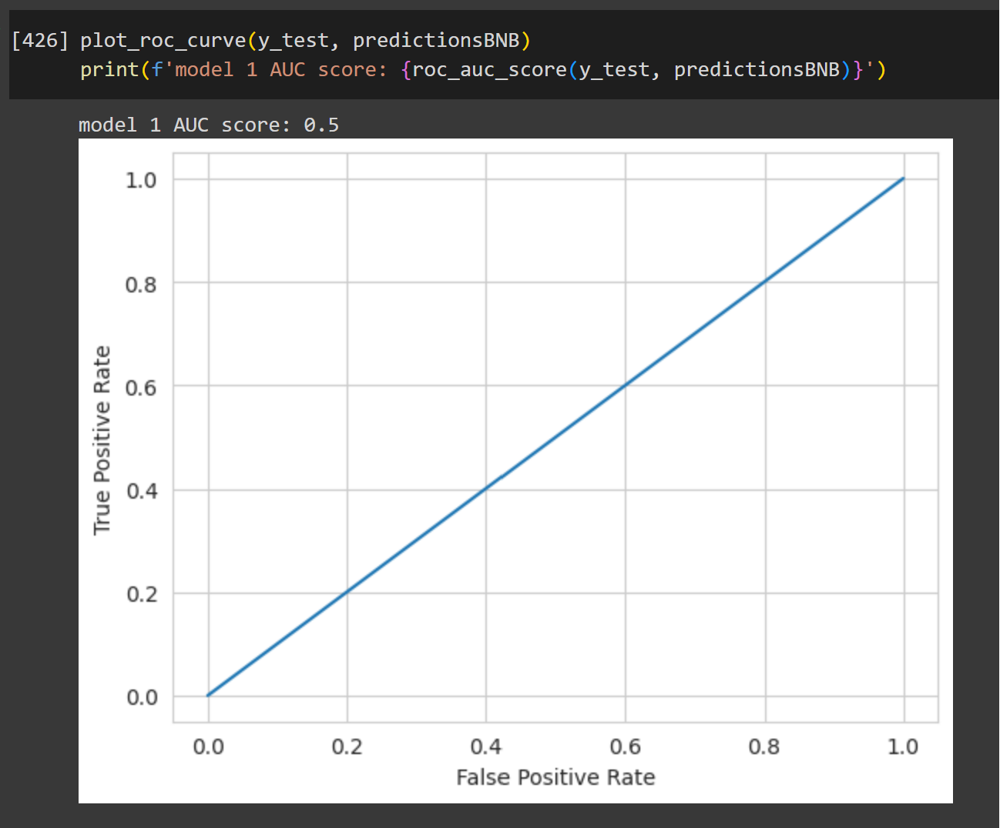 [426] plot_roc_curve(y_test, predictionsBNB)
print(f'model 1 AUC score: {roc_auc_score(y_test, predictionsBNB)}')
model 1 AUC score: 0.5
1.0
0.8
0.6
0.4
0.2
0.0
True Positive Rate
0.0 0.2 0.4 0.6 0.8 1.0
False Positive Rate